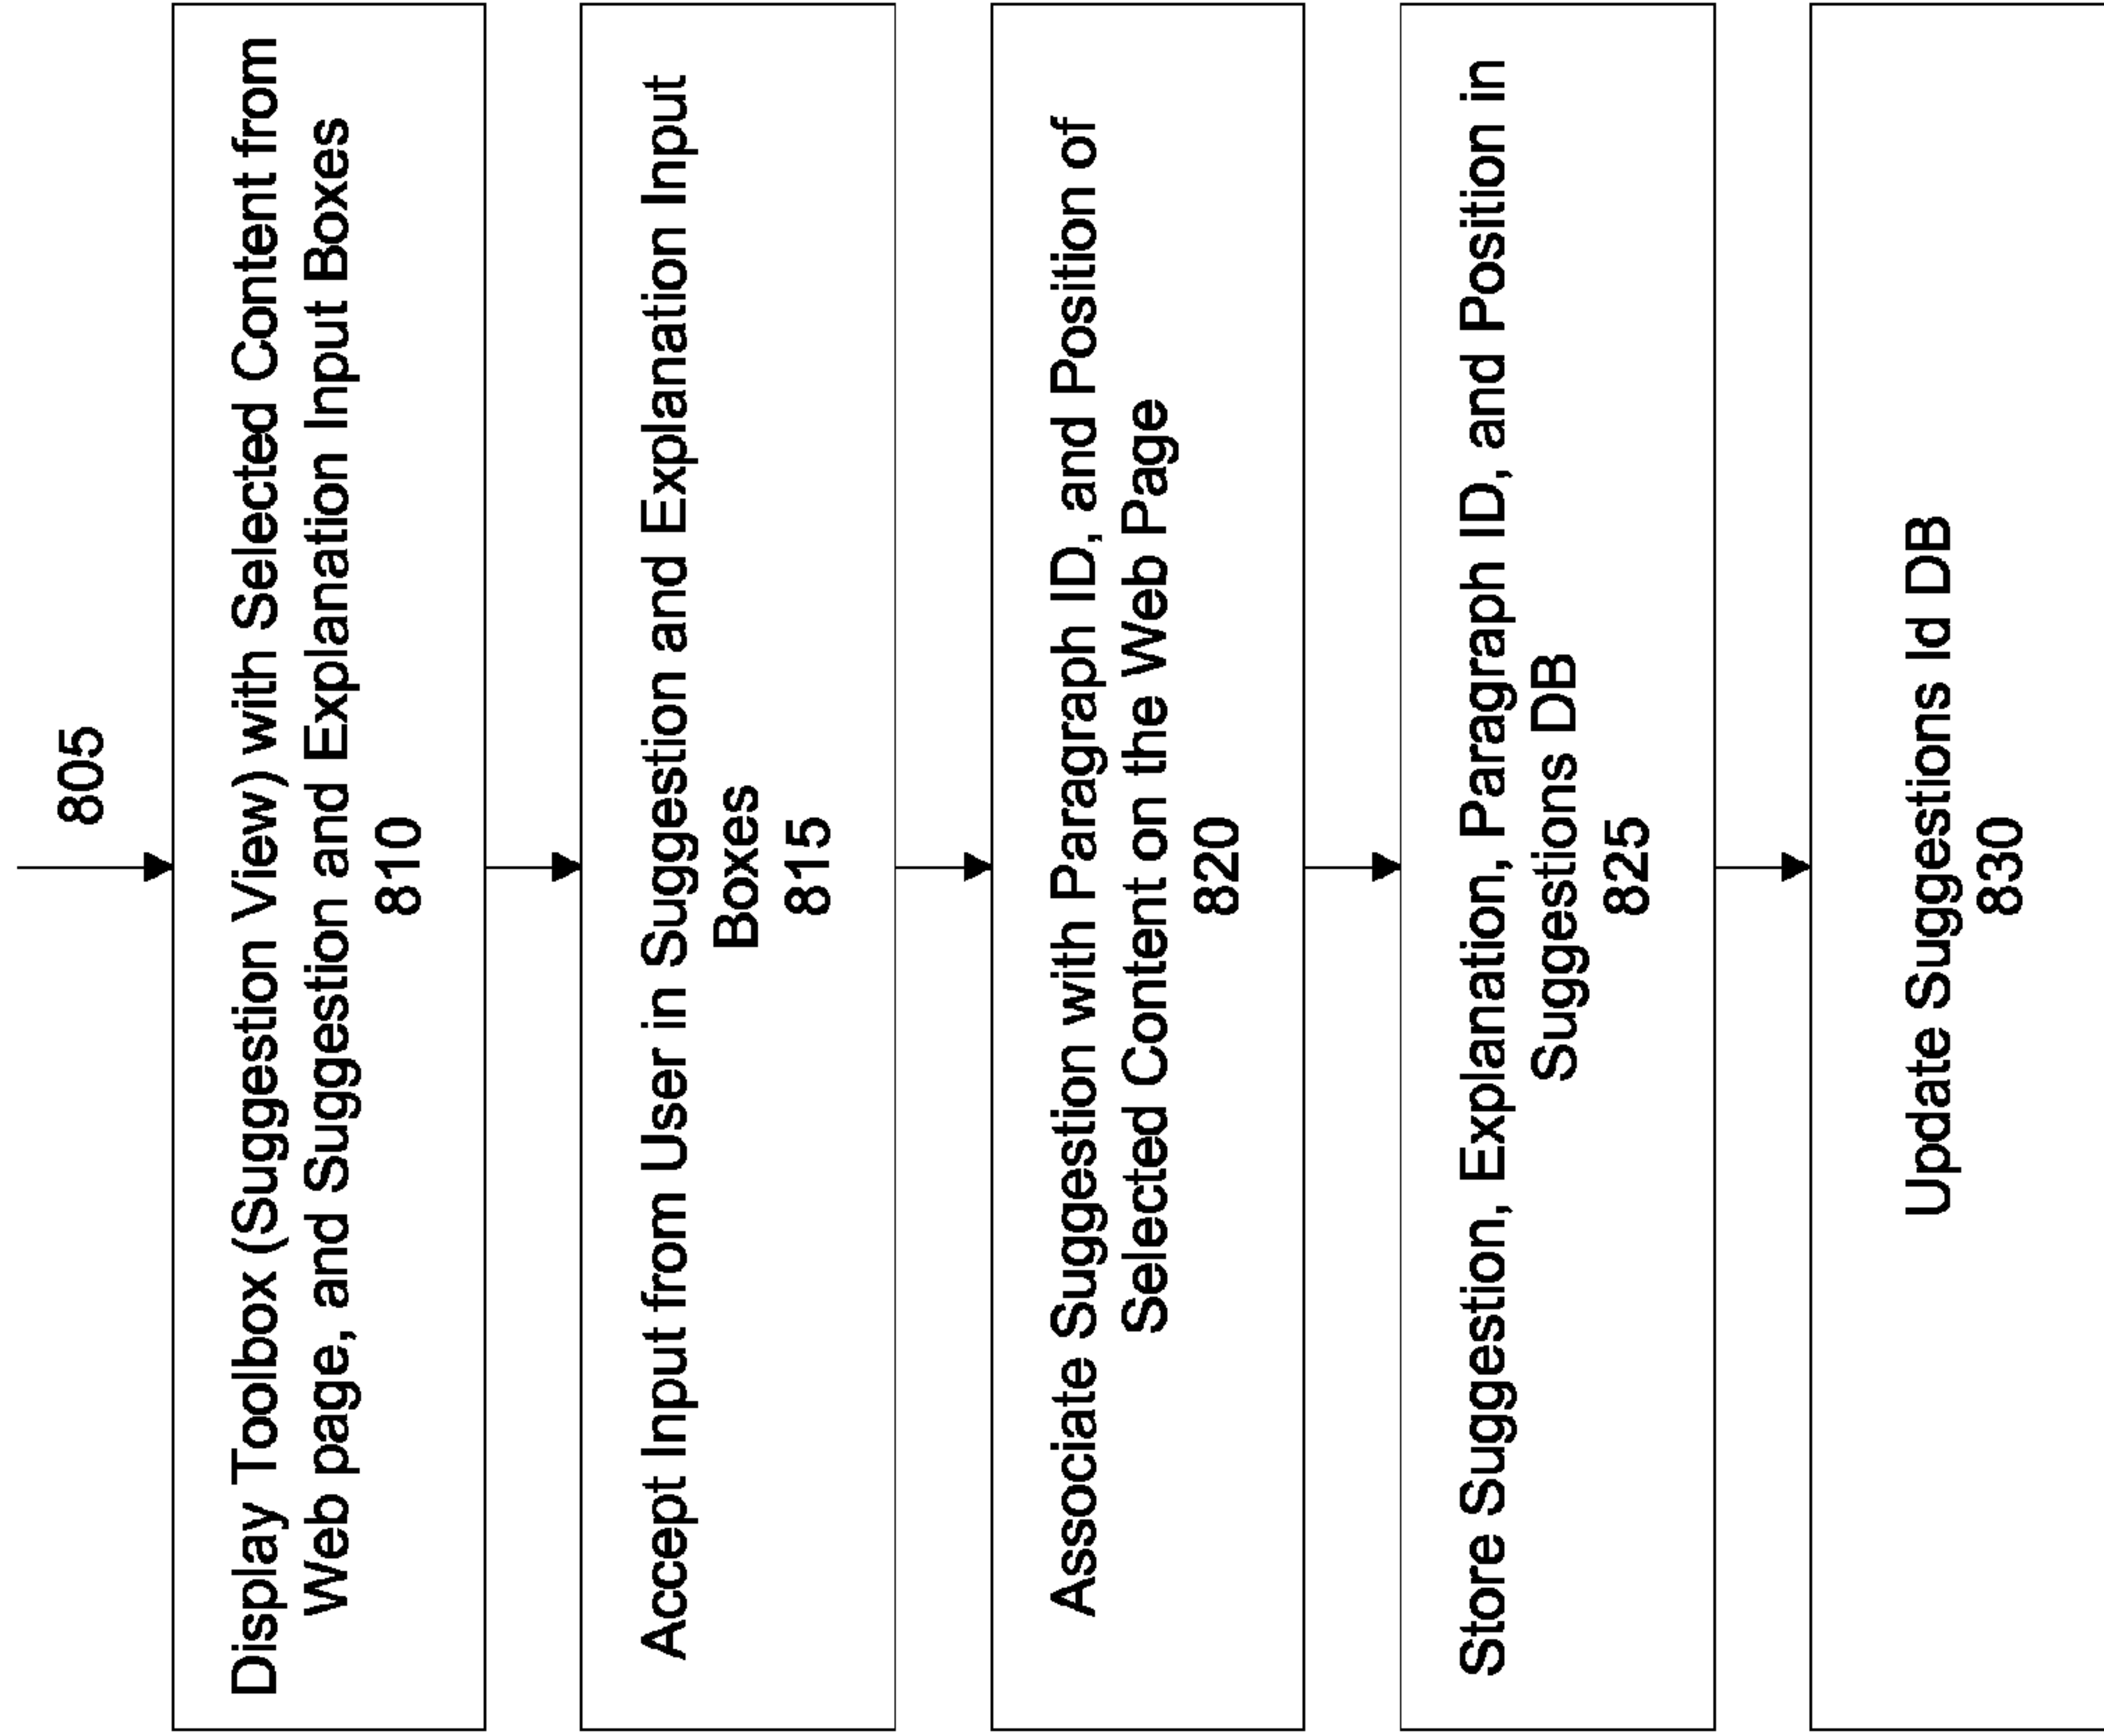 805
Display Toolbox (Suggestion View) with Selected Content from
Web page, and Suggestion and Explanation Input Boxes
810
Accept Input from User in Suggestion and Explanation Input
Boxes
815
Associate Suggestion with Paragraph ID, and Position of
Selected Content on the Web Page
820
Store Suggestion, Explanation, Paragraph ID, and Position in
Suggestions DB
825
Update Suggestions Id DB
830